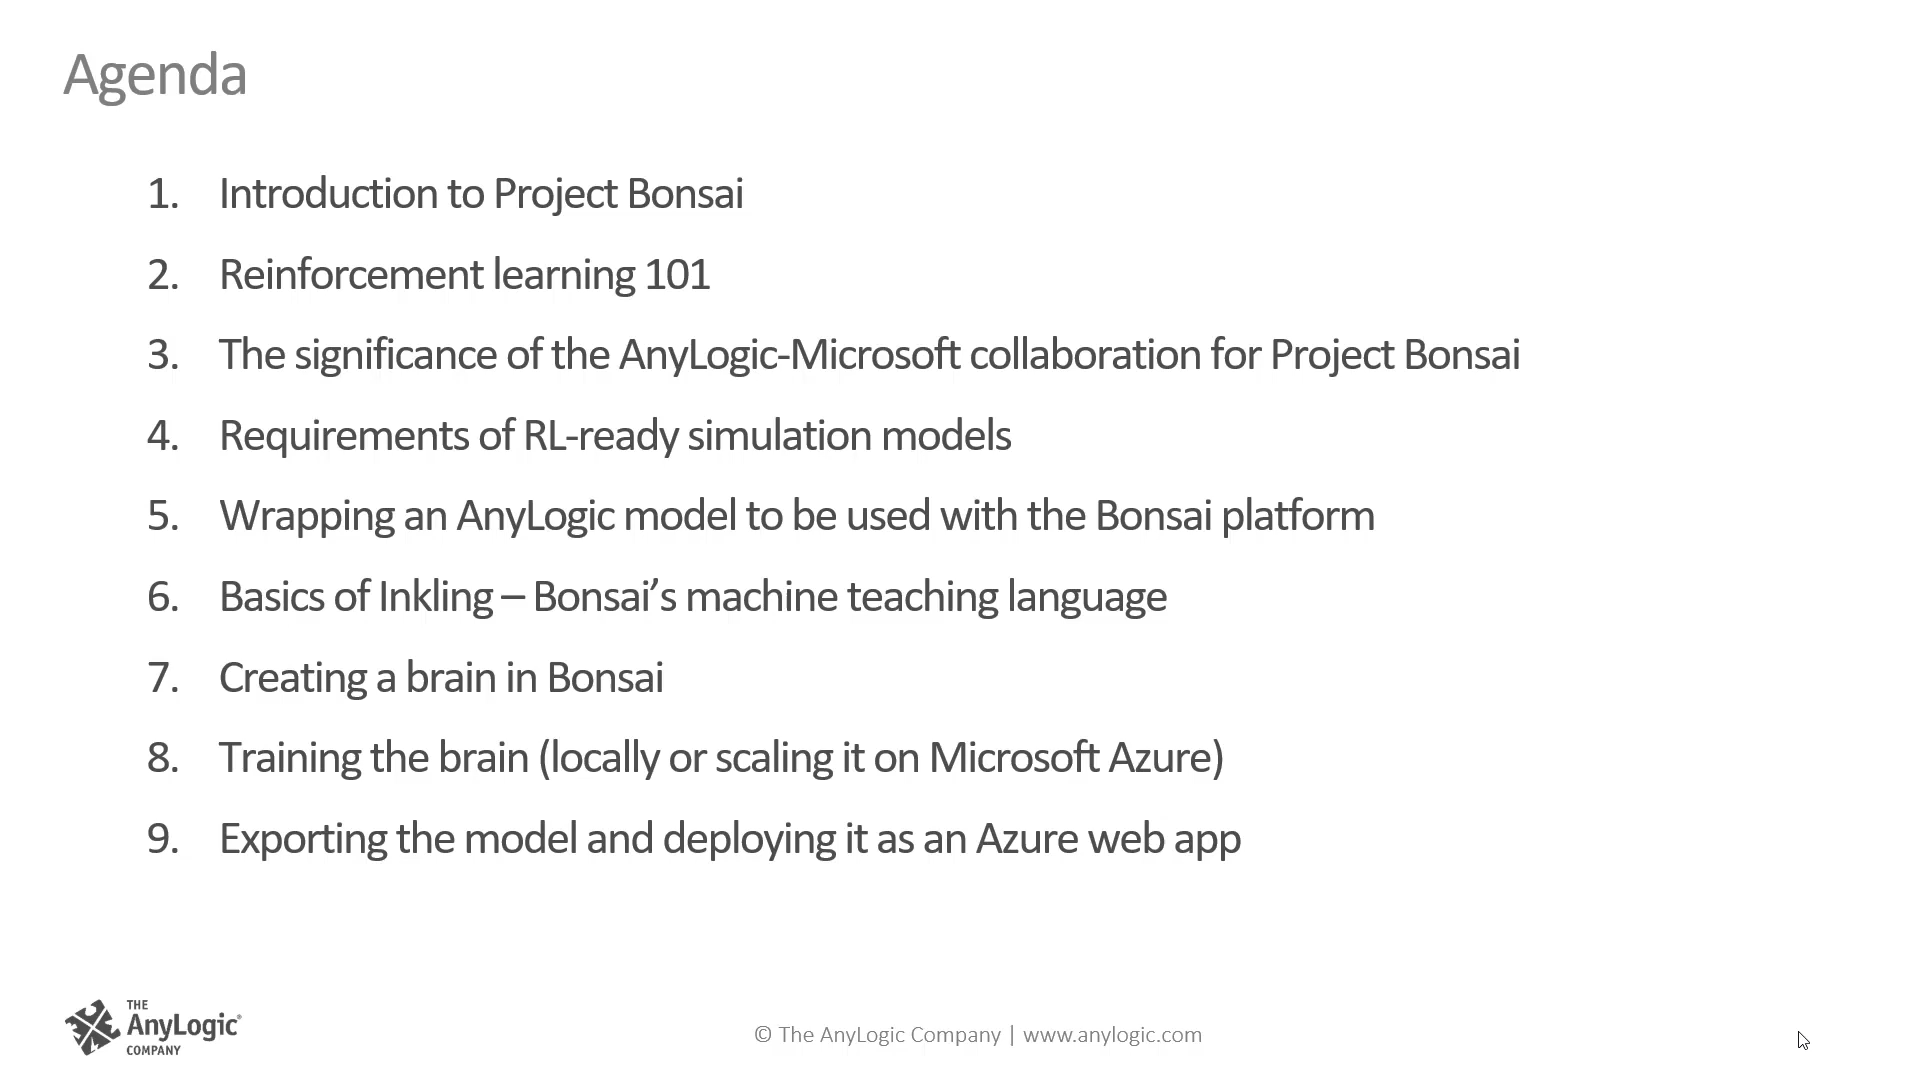 Agenda
1. Introduction to Project Bonsai
2. Reinforcement learning 101
3. The significance of the AnyLogic-Microsoft collaboration for Project Bonsai
4. Requirements of RL-ready simulation models
5. Wrapping an AnyLogic model to be used with the Bonsai platform
6. Basics of Inkling – Bonsai’s machine teaching language
7. Creating a brain in Bonsai
8. Training the brain (locally or scaling it on Microsoft Azure)
9. Exporting the model and deploying it as an Azure web app
THE
AnyLogic®
COMPANY
© The AnyLogic Company | www.anylogic.com